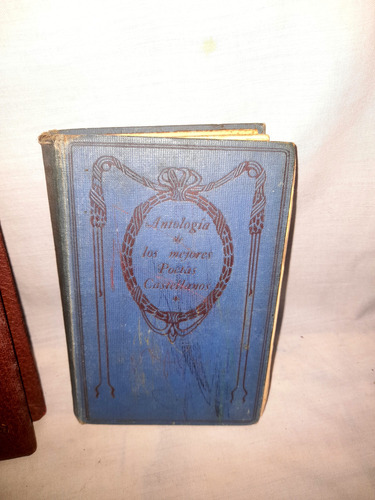 Antología
de
los mejores
Poetas
Castellanos